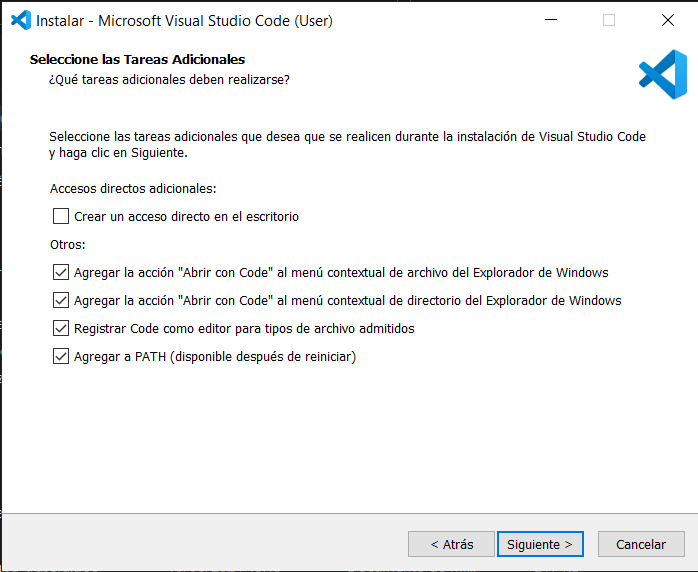 Instalar - Microsoft Visual Studio Code (User)
Seleccione las Tareas Adicionales
¿Qué tareas adicionales deben realizarse?
Seleccione las tareas adicionales que desea que se realicen durante la instalación de Visual Studio Code
y haga clic en Siguiente.
Accesos directos adicionales:
Crear un acceso directo en el escritorio
Otros:
Agregar la acción "Abrir con Code" al menú contextual de archivo del Explorador de Windows
Agregar la acción "Abrir con Code" al menú contextual de directorio del Explorador de Windows
Registrar Code como editor para tipos de archivo admitidos
Agregar a PATH (disponible después de reiniciar)
< Atrás
Siguiente >
Cancelar